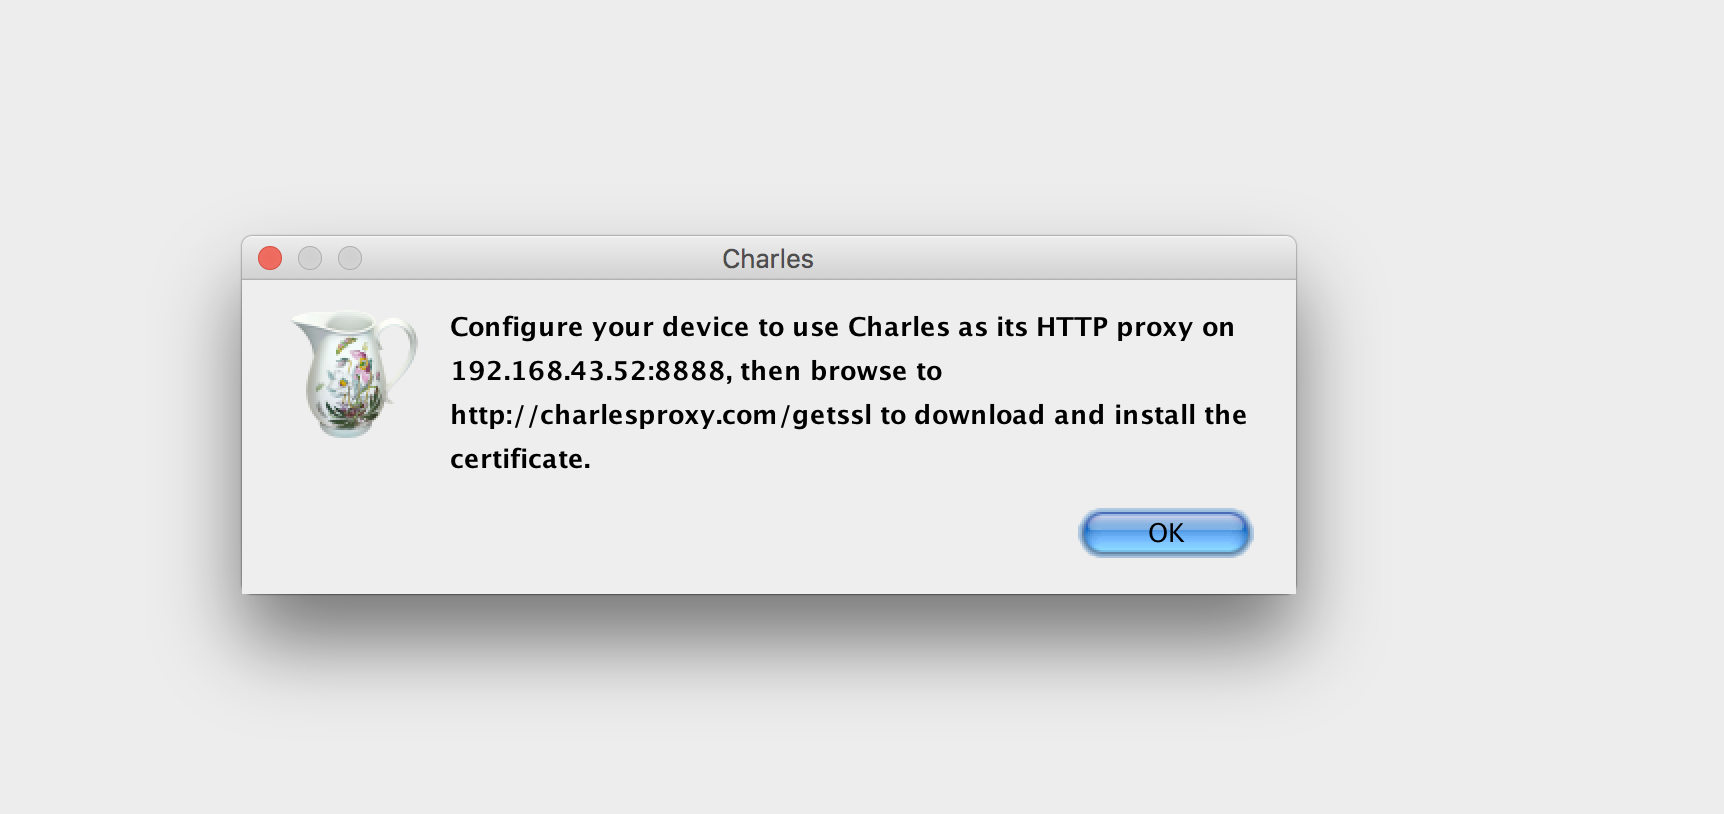 Charles
Configure your device to use Charles as its HTTP proxy on
192.168.43.52:8888, then browse to
http://charlesproxy.com/getssl to download and install the
certificate.
OK